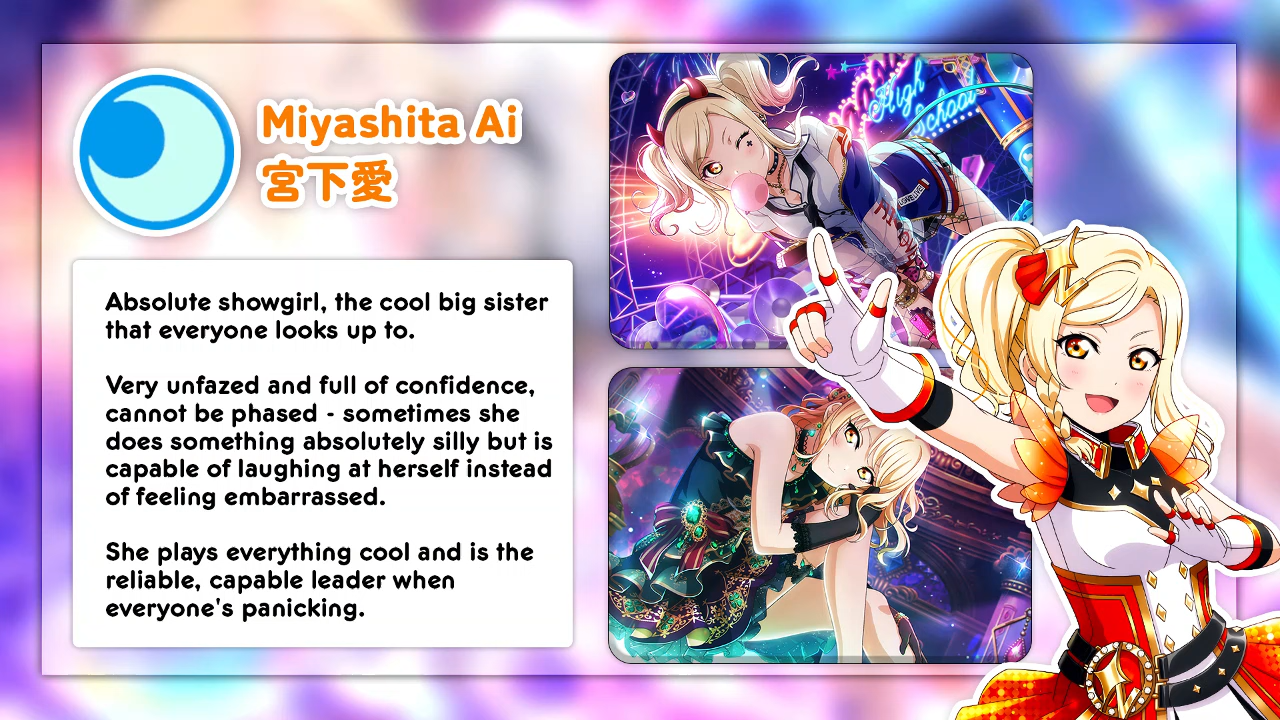 Miyashita Ai
宮下愛
Absolute showgirl, the cool big sister
that everyone looks up to.
Very unfazed and full of confidence,
cannot be phased - sometimes she
does something absolutely silly but is
capable of laughing at herself instead
of feeling embarrassed.
She plays everything cool and is the
reliable, capable leader when
everyone's panicking.
High
School